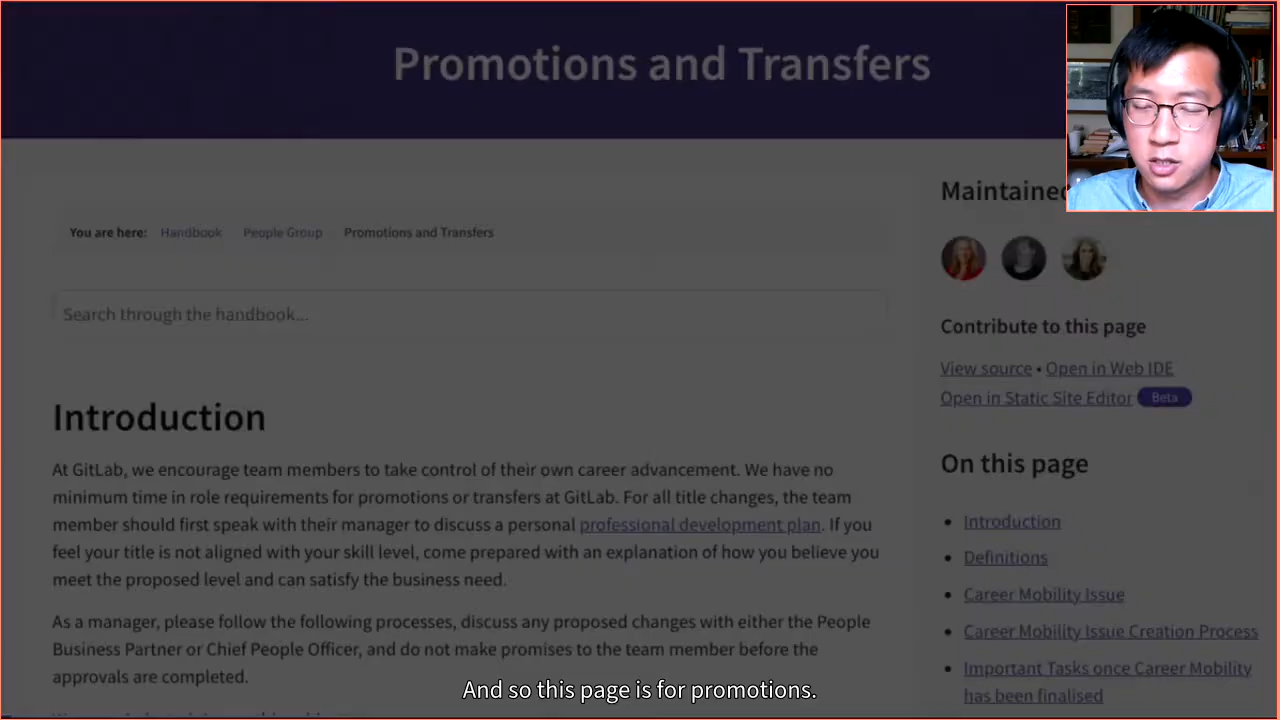 Promotions and Transfers
You are here: Handbook People Group Promotions and Transfers
Search through the handbook...
Introduction
At GitLab, we encourage team members to take control of their own career advancement. We have no
minimum time in role requirements for promotions or transfers at GitLab. For all title changes, the team
member should first speak with their manager to discuss a personal professional development plan. If you
feel your title is not aligned with your skill level, come prepared with an explanation of how you believe you
meet the proposed level and can satisfy the business need.
As a manager, please follow the following processes, discuss any proposed changes with either the People
Business Partner or Chief People Officer, and do not make promises to the team member before the
approvals are completed.
Maintained
Contribute to this page
View source • Open in Web IDE
Open in Static Site Editor Beta
On this page
Introduction
Definitions
Career Mobility Issue
Career Mobility Issue Creation Process
Important Tasks once Career Mobility
has been finalised
And so this page is for promotions.